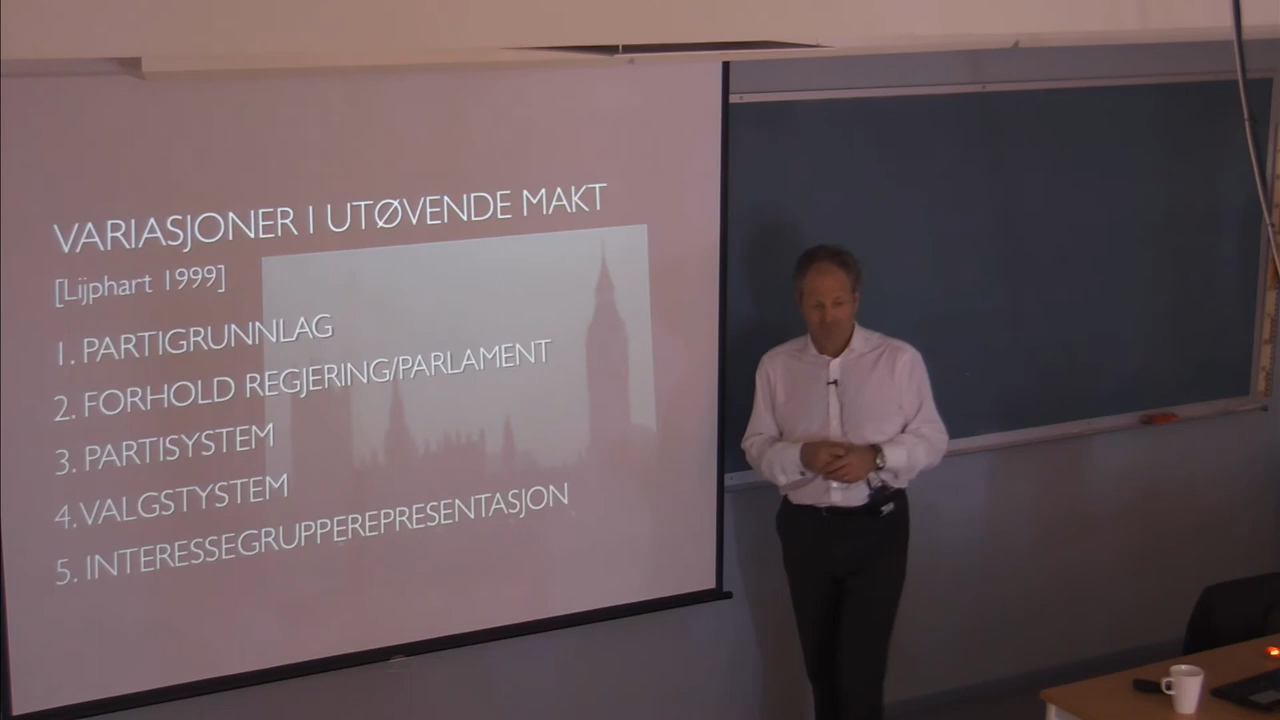 VARIASJONER I UTØVENDE MAKT
[Lijphart 1999]
1. PARTIGRUNNLAG
2. FORHOLD REGJERING/PARLAMENT
3. PARTISYSTEM
4. VALGSTYSTEM
5. INTERESSEGRUPPEREPRESENTASJON